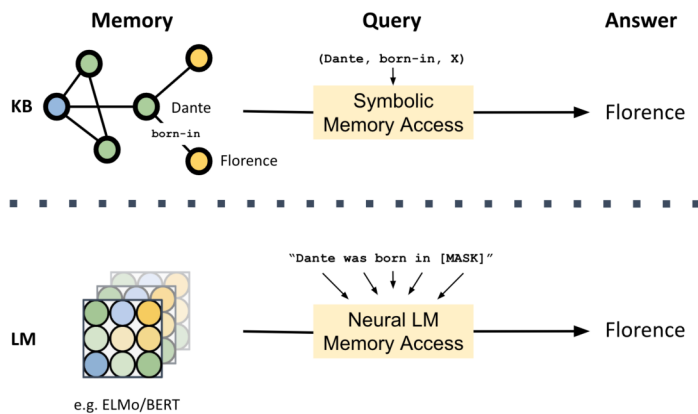 Memory
Query
Answer
(Dante, born-in, X)
KB
Dante
born-in
Florence
Symbolic
Memory Access
Florence
"Dante was born in [MASK]"
LM
Neural LM
Memory Access
Florence
e.g. ELMo/BERT